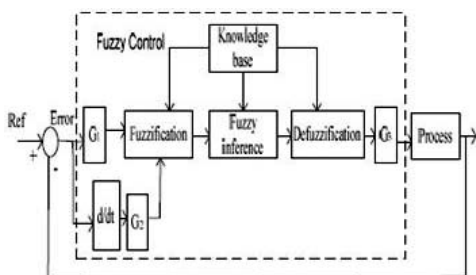 Fuzzy Control
Knowledge
base
Ref
Error
+
-
G1
Fuzzification
Fuzzy
inference
Defuzzification
G3
Process
d/dt
G2